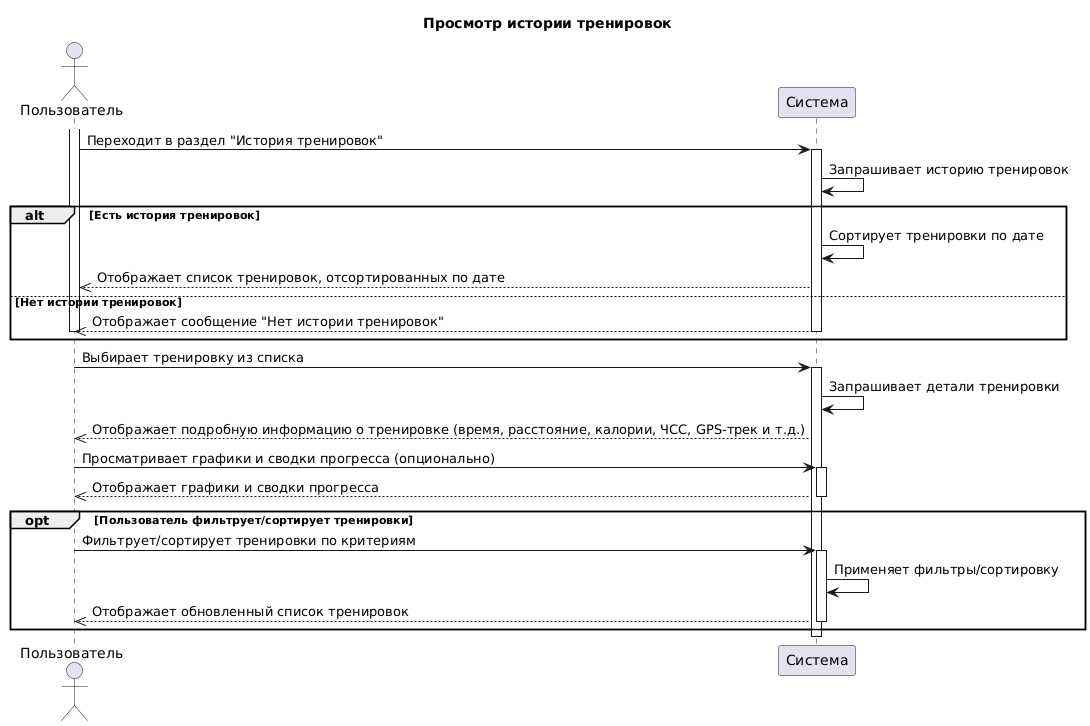 Просмотр истории тренировок
Пользователь
Система
Переходит в раздел "История тренировок"
Запрашивает историю тренировок
alt
[Есть история тренировок]
Сортирует тренировки по дате
Отображает список тренировок, отсортированных по дате
[Нет истории тренировок]
Отображает сообщение "Нет истории тренировок"
Выбирает тренировку из списка
Запрашивает детали тренировки
Отображает подробную информацию о тренировке (время, расстояние, калории, ЧСС, GPS-трек и т.д.)
Просматривает графики и сводки прогресса (опционально)
Отображает графики и сводки прогресса
opt
[Пользователь фильтрует/сортирует тренировки]
Фильтрует/сортирует тренировки по критериям
Применяет фильтры/сортировку
Отображает обновленный список тренировок
Пользователь
Система